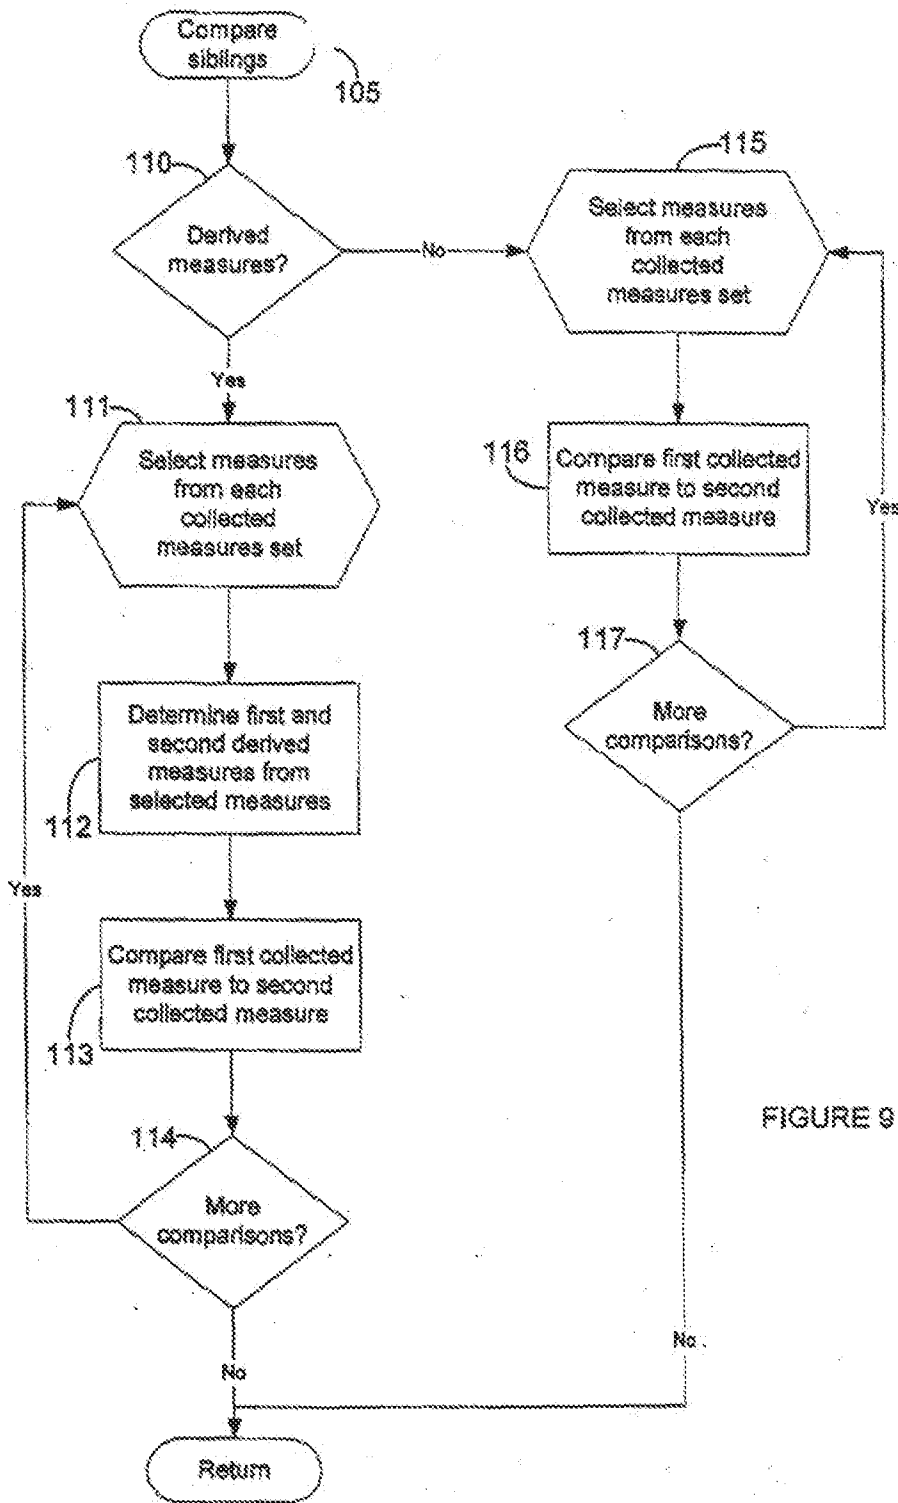 Compare
siblings
105
110
Derived
measures?
No
115
Select measures
from each
collected
measures set
Yes
111
Select measures
from each
collected
measures set
116
Compare first collected
measure to second
collected measure
Yes
117
More
comparisons?
Determine first and
second derived
measures from
selected measures
112
Yes
Compare first collected
measure to second
collected measure
113
FIGURE 9
114
More
comparisons?
No
No
Return